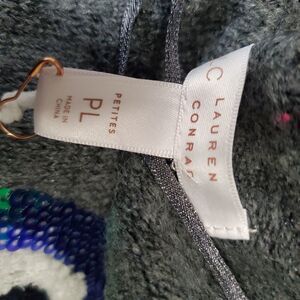 LC LAUREN
CONRAD
PETITES
PL
MADE IN
CHINA